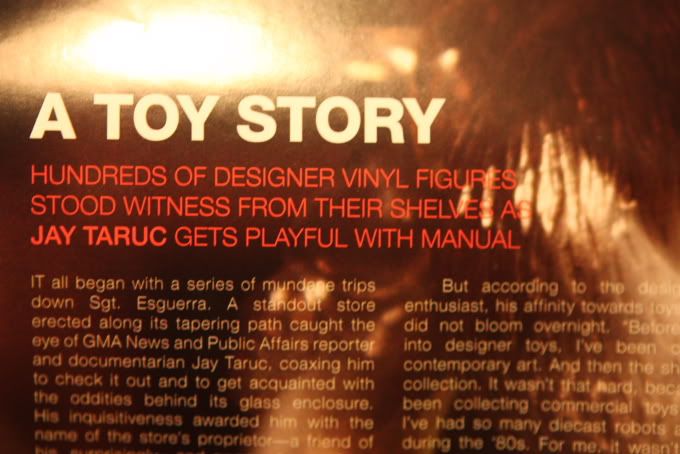 A TOY STORY
HUNDREDS OF DESIGNER VINYL FIGURES
STOOD WITNESS FROM THEIR SHELVES AS
JAY TARUC GETS PLAYFUL WITH MANUAL
IT all began with a series of mundane trips
down Sgt. Esguerra. A standout store
erected along its tapering path caught the
eye of GMA News and Public Affairs reporter
and documentarian Jay Taruc, coaxing him
to check it out and to get acquainted with
the oddities behind its glass enclosure.
His inquisitiveness awarded him with the
name of the store's proprietor—a friend of
But according to the
enthusiast, his affinity towards toys
did not bloom overnight. "Before
into designer toys, I've been
contemporary art. And then the
collection. It wasn't that hard,
been collecting commercial toys
I've had so many diecast robots
during the '80s. For me, it wasn't